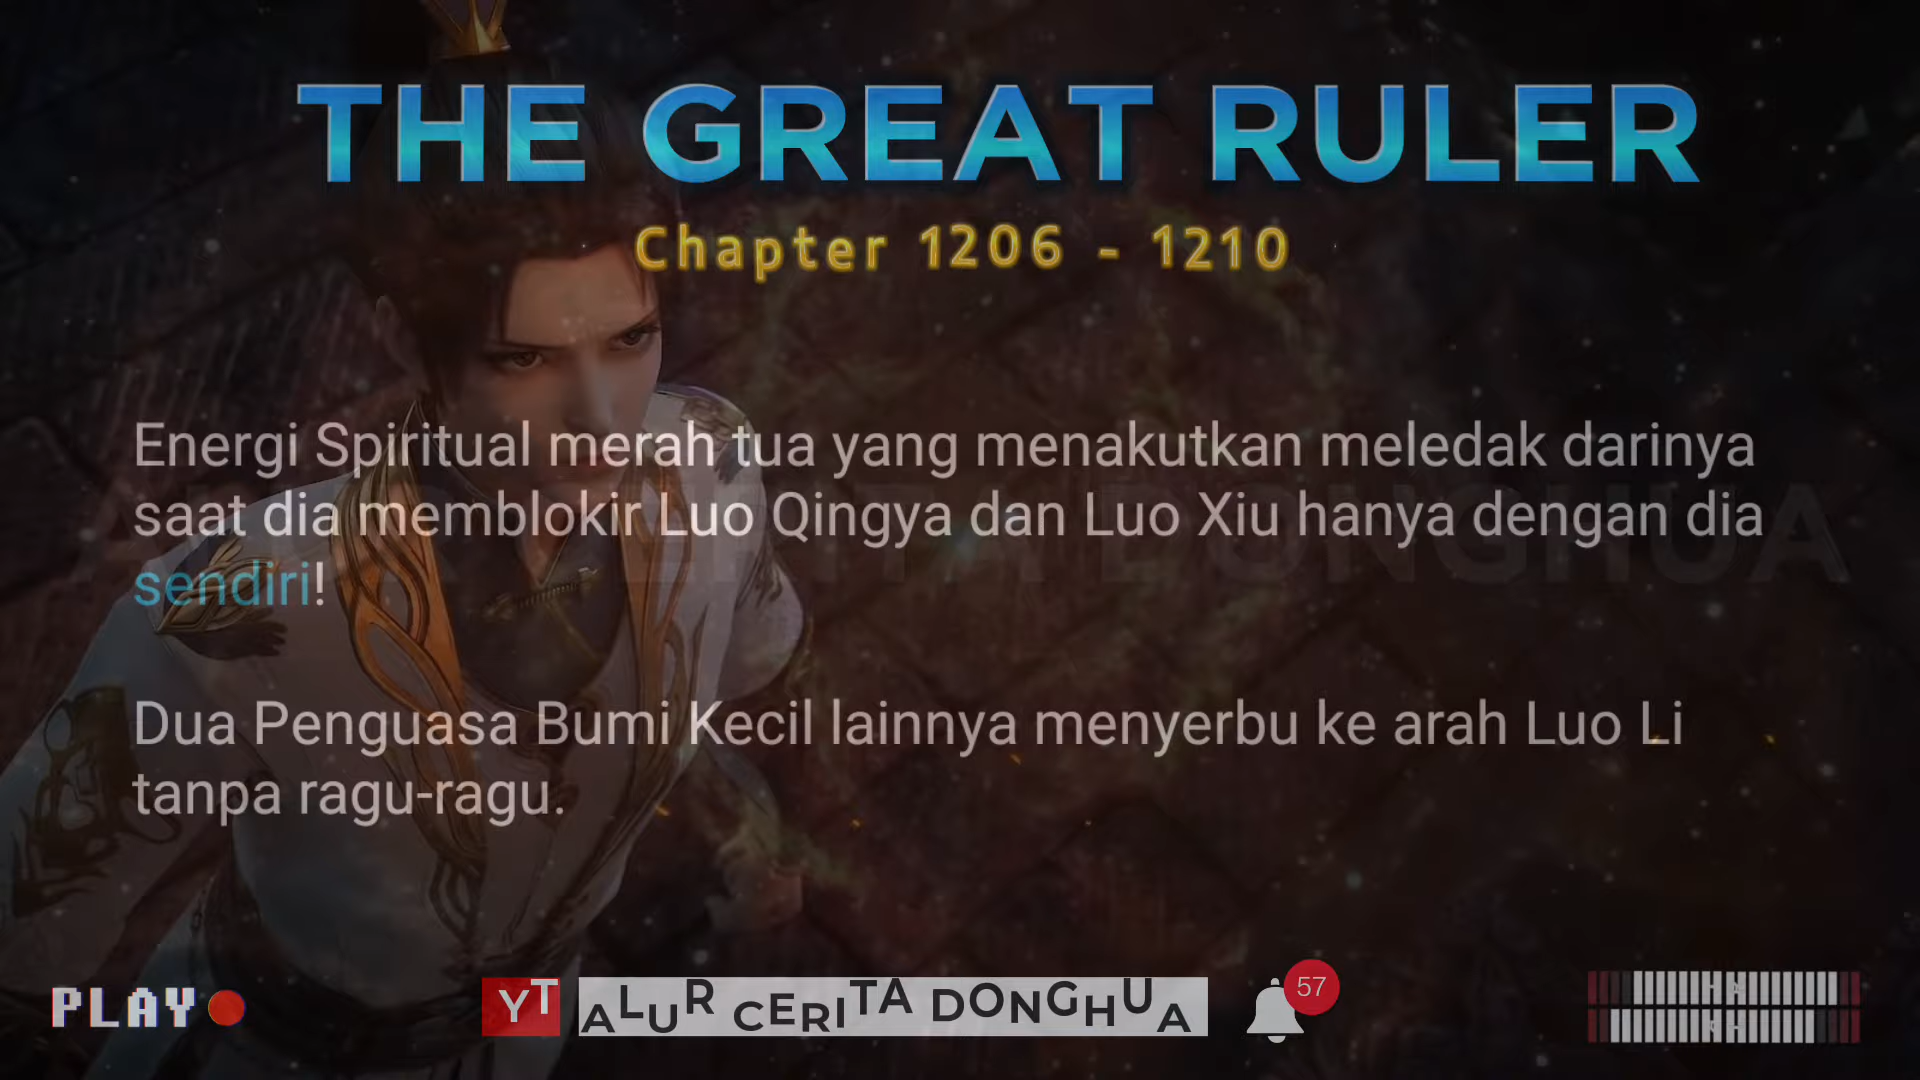 THE GREAT RULER
Chapter 1206 - 1210
Energi Spiritual merah tua yang menakutkan meledak darinya
saat dia memblokir Luo Qingya dan Luo Xiu hanya dengan dia
sendiri!
Dua Penguasa Bumi Kecil lainnya menyerbu ke arah Luo Li
tanpa ragu-ragu.
PLAY
YT ALUR CERITA DONGHUA
57